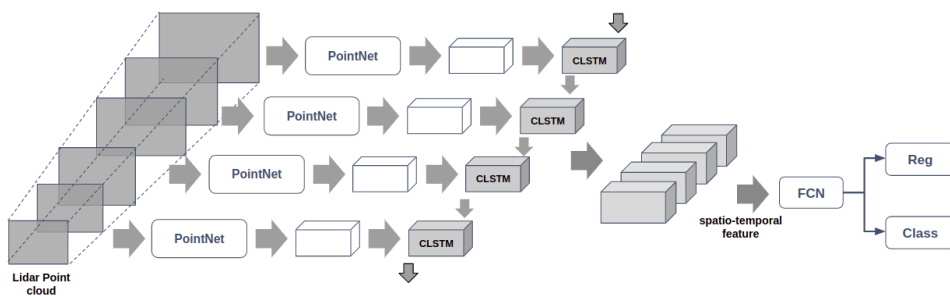 PointNet
CLSTM
PointNet
CLSTM
PointNet
CLSTM
PointNet
CLSTM
Lidar Point
cloud
spatio-temporal
feature
FCN
Reg
Class